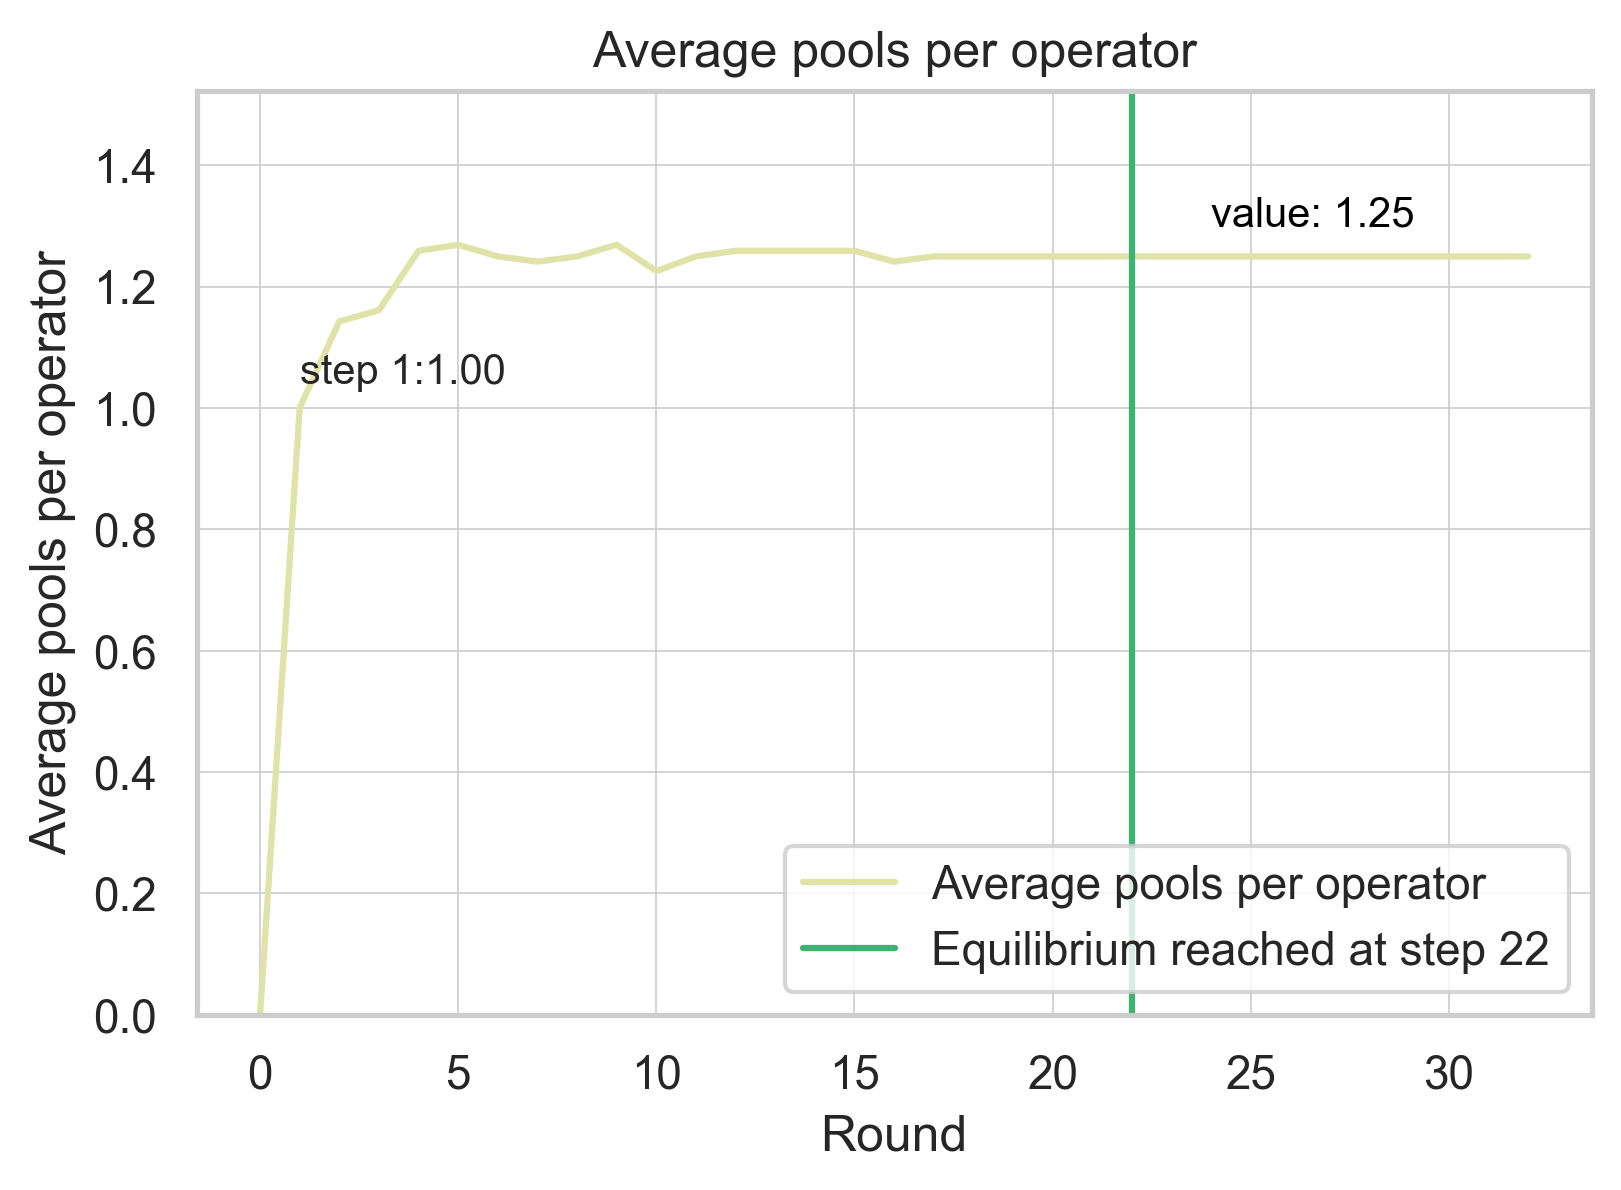 Average pools per operator
Average pools per operator
1.4
1.2
1.0
0.8
0.6
0.4
0.2
0.0
value: 1.25
step 1:1.00
Average pools per operator
Equilibrium reached at step 22
0 5 10 15 20 25 30
Round